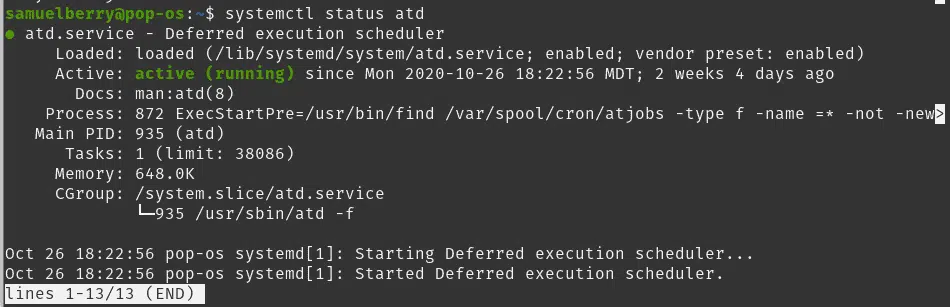 samuelberry@pop-os:~$ systemctl status atd
● atd.service - Deferred execution scheduler
     Loaded: loaded (/lib/systemd/system/atd.service; enabled; vendor preset: enabled)
     Active: active (running) since Mon 2020-10-26 18:22:56 MDT; 2 weeks 4 days ago
       Docs: man:atd(8)
    Process: 872 ExecStartPre=/usr/bin/find /var/spool/cron/atjobs -type f -name =* -not -new>
   Main PID: 935 (atd)
      Tasks: 1 (limit: 38086)
     Memory: 648.0K
     CGroup: /system.slice/atd.service
             └─935 /usr/sbin/atd -f

Oct 26 18:22:56 pop-os systemd[1]: Starting Deferred execution scheduler...
Oct 26 18:22:56 pop-os systemd[1]: Started Deferred execution scheduler.
lines 1-13/13 (END)